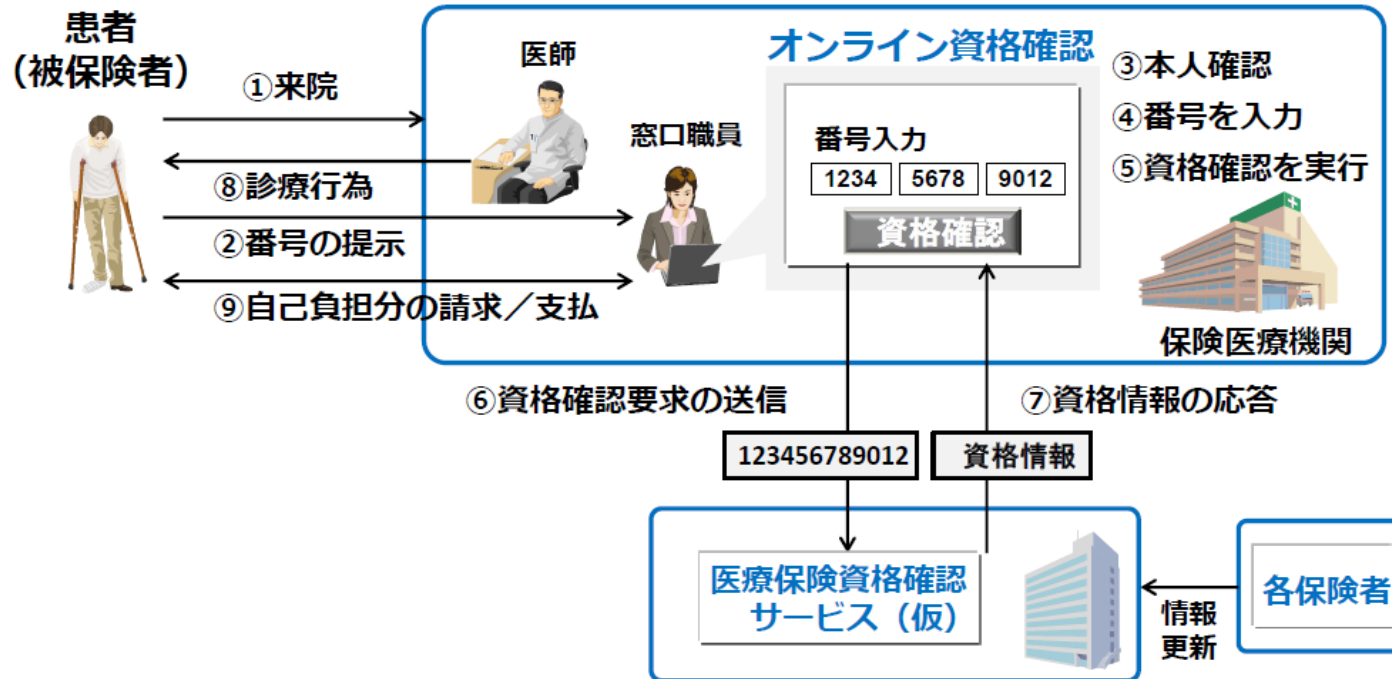 患者
（被保険者）
①来院
⑧診療行為
②番号の提示
⑨自己負担分の請求／支払
医師
窓口職員
オンライン資格確認
番号入力
1234 5678 9012
資格確認
③本人確認
④番号を入力
⑤資格確認を実行
保険医療機関
⑥資格確認要求の送信
⑦資格情報の応答
123456789012
資格情報
医療保険資格確認
サービス（仮）
情報
更新
各保険者